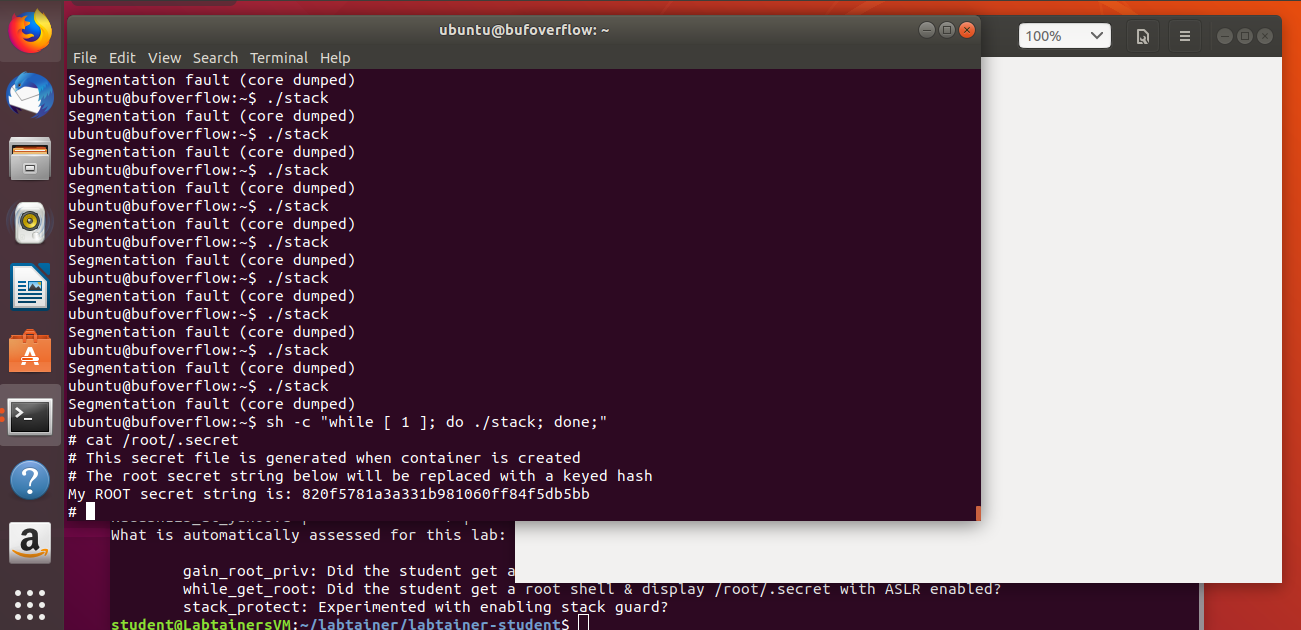 ubuntu@bufoverflow: ~
100%
File Edit View Search Terminal Help
Segmentation fault (core dumped)
ubuntu@bufoverflow:~$ ./stack
Segmentation fault (core dumped)
ubuntu@bufoverflow:~$ ./stack
Segmentation fault (core dumped)
ubuntu@bufoverflow:~$ ./stack
Segmentation fault (core dumped)
ubuntu@bufoverflow:~$ ./stack
Segmentation fault (core dumped)
ubuntu@bufoverflow:~$ ./stack
Segmentation fault (core dumped)
ubuntu@bufoverflow:~$ ./stack
Segmentation fault (core dumped)
ubuntu@bufoverflow:~$ ./stack
Segmentation fault (core dumped)
ubuntu@bufoverflow:~$ ./stack
Segmentation fault (core dumped)
ubuntu@bufoverflow:~$ ./stack
Segmentation fault (core dumped)
ubuntu@bufoverflow:~$ sh -c "while [ 1 ]; do ./stack; done;"
# cat /root/.secret
# This secret file is generated when container is created
# The root secret string below will be replaced with a keyed hash
My ROOT secret string is: 820f5781a3a331b981060ff84f5db5bb
#
What is automatically assessed for this lab:
gain_root_priv: Did the student get a
while_get_root: Did the student get a root shell & display /root/.secret with ASLR enabled?
stack_protect: Experimented with enabling stack guard?
student@LabtainersVM:~/labtainer/labtainer-student$